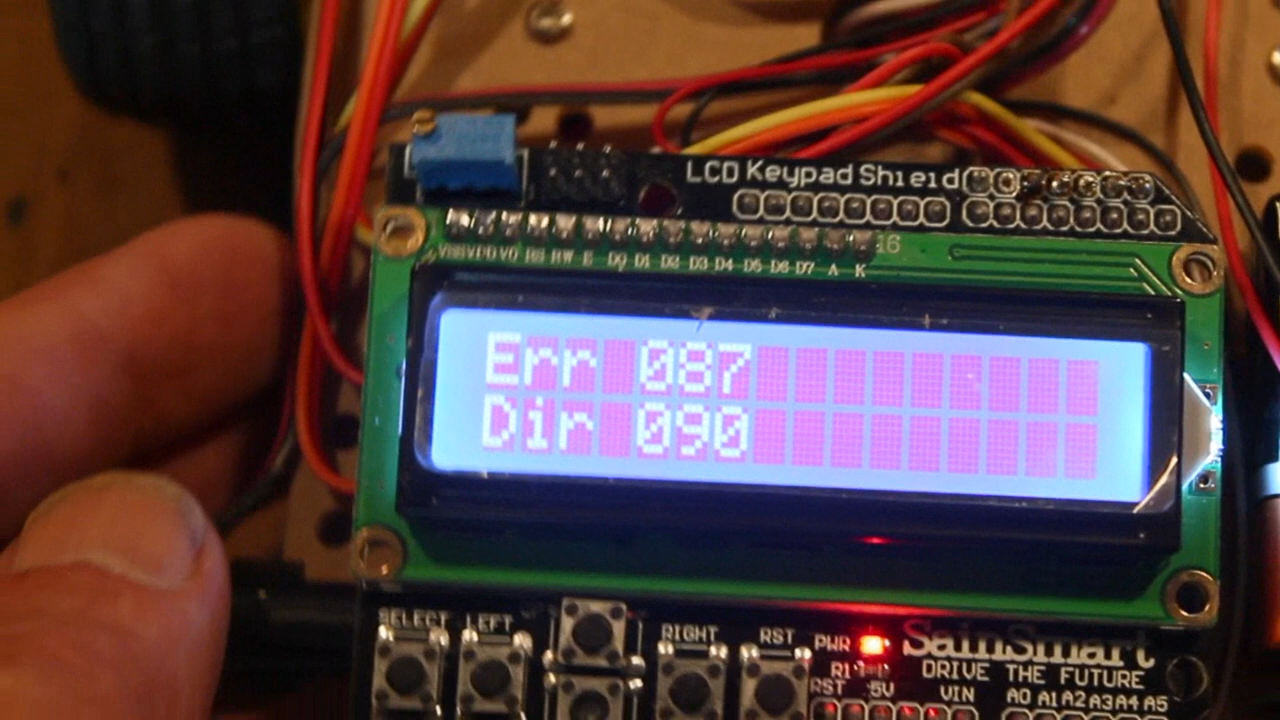 LCD Keypad Shield
16
VSS VDD VO RS RW E D0 D1 D2 D3 D4 D5 D6 D7 A K
Err 087
Dir 090
SELECT LEFT RIGHT RST
PWR SainSmart
DRIVE THE FUTURE
RST 5V VIN A0 A1 A2 A3 A4 A5